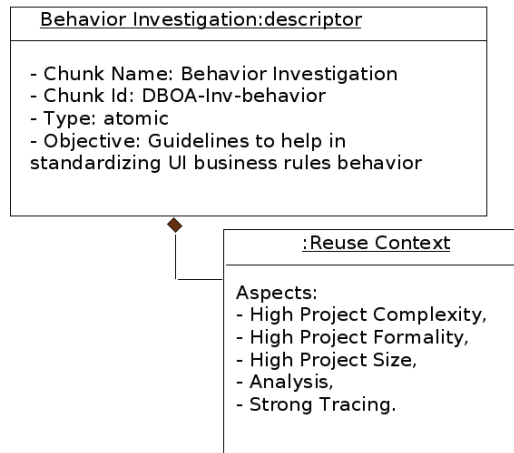 Behavior Investigation:descriptor
- Chunk Name: Behavior Investigation
- Chunk Id: DBOA-Inv-behavior
- Type: atomic
- Objective: Guidelines to help in
standardizing UI business rules behavior
:Reuse Context
Aspects:
- High Project Complexity,
- High Project Formality,
- High Project Size,
- Analysis,
- Strong Tracing.